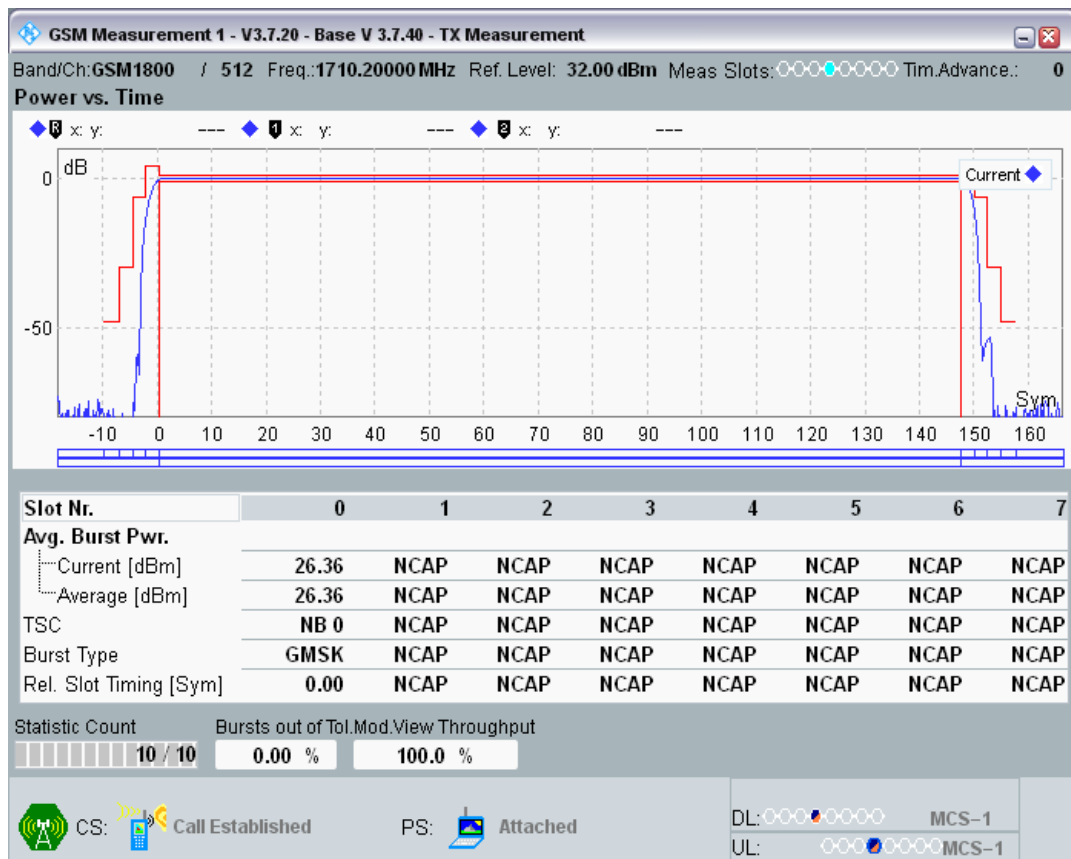 GSM Measurement 1 - V3.7.20 - Base V 3.7.40 - TX Measurement
Band/Ch:GSM1800 / 512 Freq.:1710.20000 MHz Ref. Level: 32.00 dBm Meas Slots: Tim.Advance.: 0
Power vs. Time
R x: y: --- 1 x: y: --- 2 x: y: ---
dB
0
Current
-50
Sym
-10 0 10 20 30 40 50 60 70 80 90 100 110 120 130 140 150 160
Slot Nr. 0 1 2 3 4 5 6 7
Avg. Burst Pwr.
Current [dBm] 26.36 NCAP NCAP NCAP NCAP NCAP NCAP NCAP
Average [dBm] 26.36 NCAP NCAP NCAP NCAP NCAP NCAP NCAP
TSC NB 0 NCAP NCAP NCAP NCAP NCAP NCAP NCAP
Burst Type GMSK NCAP NCAP NCAP NCAP NCAP NCAP NCAP
Rel. Slot Timing [Sym] 0.00 NCAP NCAP NCAP NCAP NCAP NCAP NCAP
Statistic Count Bursts out of Tol.Mod.View Throughput
10 / 10 0.00 % 100.0 %
CS: Call Established PS: Attached
DL: MCS-1
UL: MCS-1